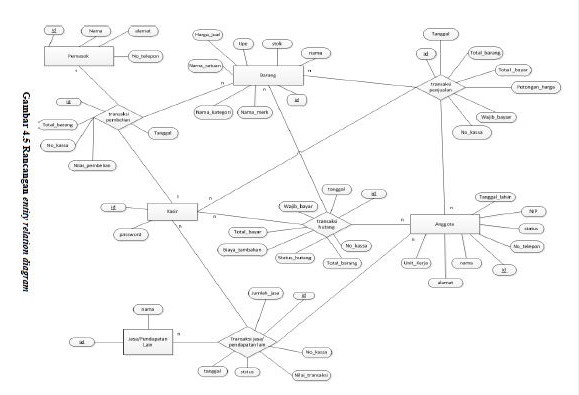 id
Nama
alamat
Pemasok
No_telepon
Harga_jual
tipe
stok
nama
Nama_satuan
Barang
n
n
n
id
Nama_kategori
Nama_merk
Tanggal
id
Total_barang
Total_bayar
Potongan_harga
transaksi
penjualan
Wajib_bayar
No_kassa
id
Total_barang
transaksi
pembelian
No_kassa
Tanggal
Nilai_pembelian
id
Kasir
password
n
n
n
tanggal
id
Wajib_bayar
Total_bayar
transaksi
hutang
Biaya_tambahan
No_kassa
Status_hutang
Total_barang
n
n
n
Anggota
Tanggal_lahir
NIP
status
No_telepon
id
Unit_Kerja
nama
alamat
nama
id
Jasa/Pendapatan
Lain
n
Jumlah_jasa
id
Transaksi jasa/
pendapatan lain
No_kassa
tanggal
status
Nilai_transaksi
Gambar 4.5 Rancangan entity relation diagram